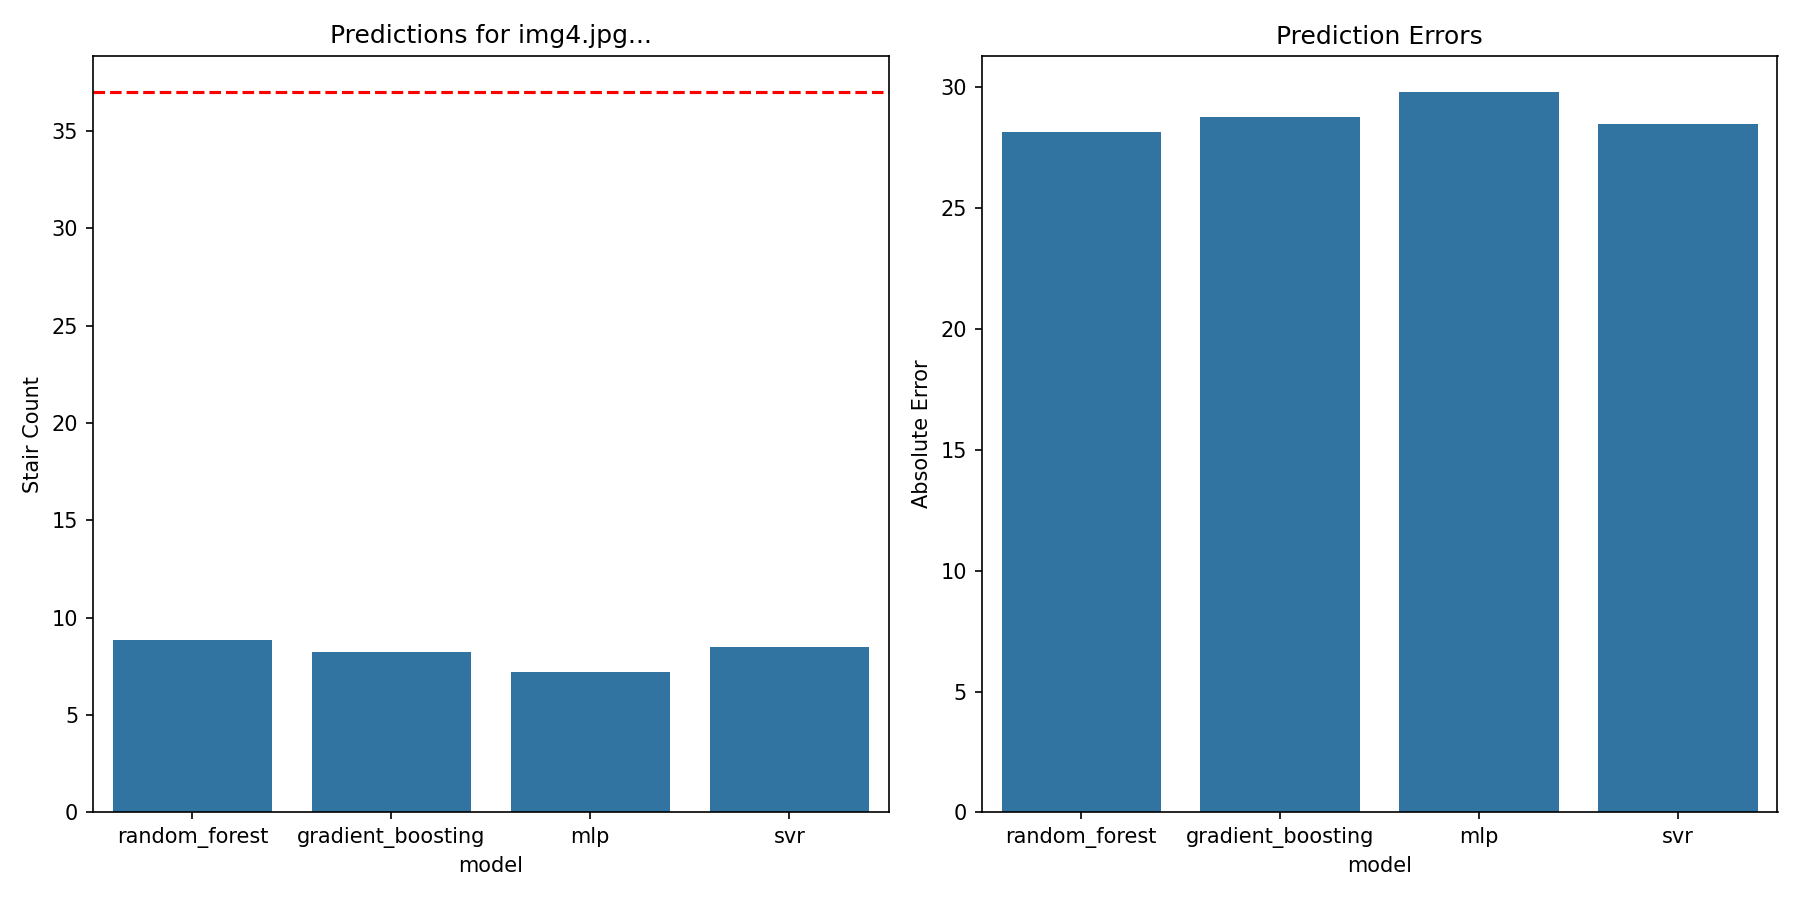 Predictions for img4.jpg...
Stair Count
35
30
25
20
15
10
5
0
random_forest gradient_boosting mlp svr
model
Prediction Errors
Absolute Error
30
25
20
15
10
5
0
random_forest gradient_boosting mlp svr
model